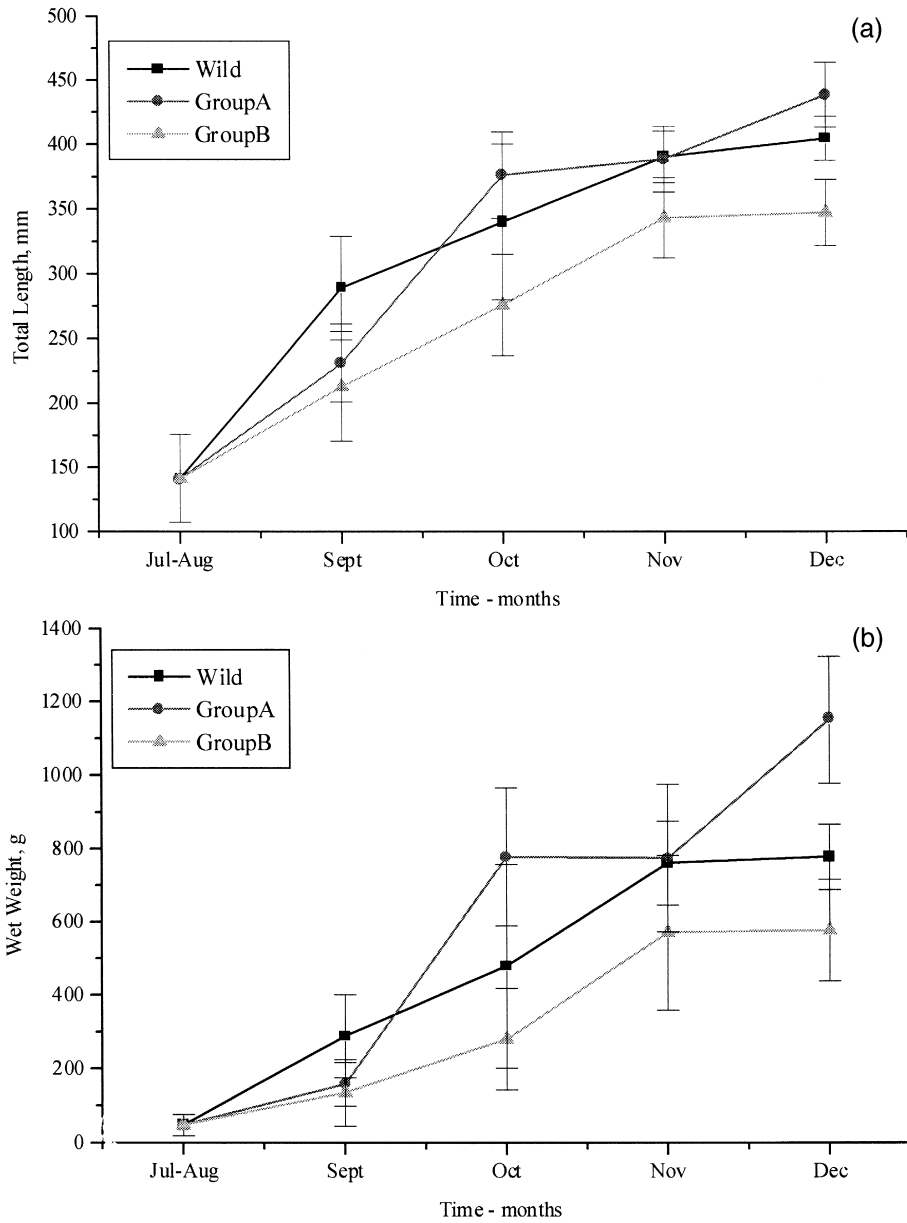 (a)
500
450
400
350
300
250
200
150
100
Total Length, mm
Wild
GroupA
GroupB
Jul-Aug Sept Oct Nov Dec
Time - months
(b)
1400
1200
1000
800
600
400
200
0
Wet Weight, g
Wild
GroupA
GroupB
Jul-Aug Sept Oct Nov Dec
Time - months